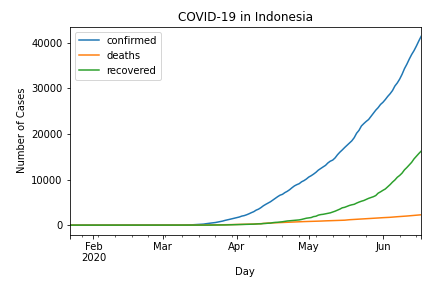 COVID-19 in Indonesia
confirmed
deaths
recovered
Number of Cases
40000
30000
20000
10000
0
Feb Mar Apr May Jun
2020
Day